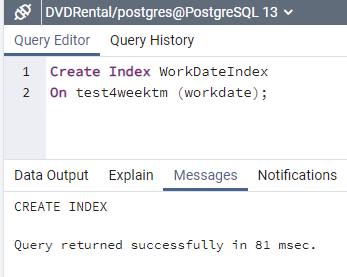 DVDRental/postgres@PostgreSQL 13
Query Editor Query History
1 Create Index WorkDateIndex
2 On test4weektm (workdate);
Data Output Explain Messages Notifications
CREATE INDEX
Query returned successfully in 81 msec.